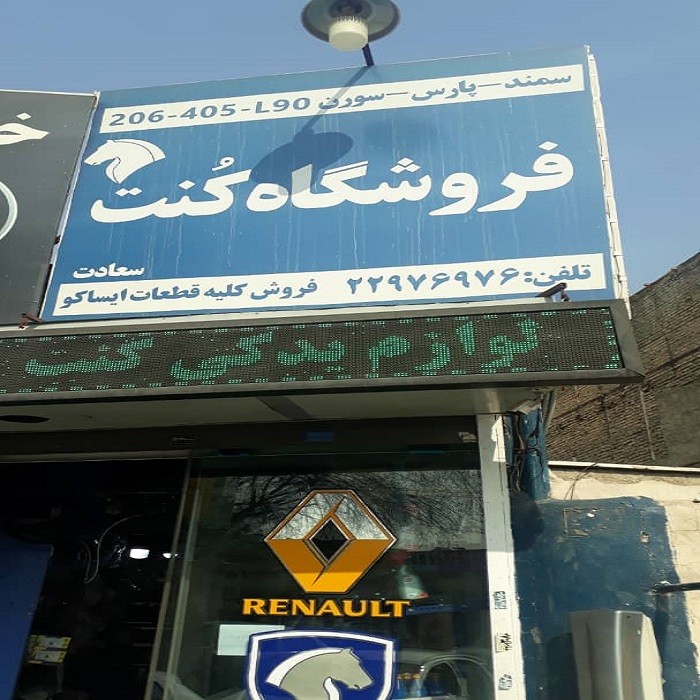 سمند-پارس-سورن 206-405-L90
فروشگاه کُنت
سعادت
تلفن: ۲۲۹۷۶۹۷۶ فروش کلیه قطعات ایساکو
لوازم یدکی کنت
RENAULT